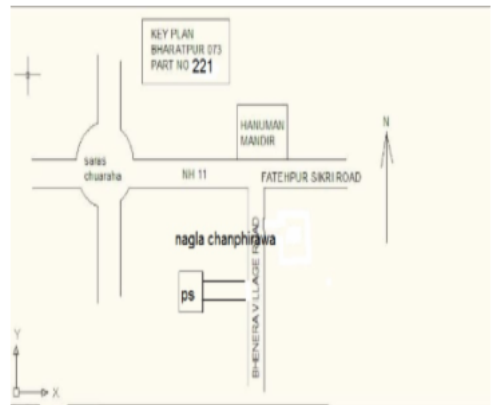 KEY PLAN
BHARATPUR 073
PART NO 221
HANUMAN
MANDIR
N
saras
chuaraha
NH 11
FATEHPUR SIKRI ROAD
nagla chanphirawa
BHENERA VILLAGE ROAD
ps
Y
X